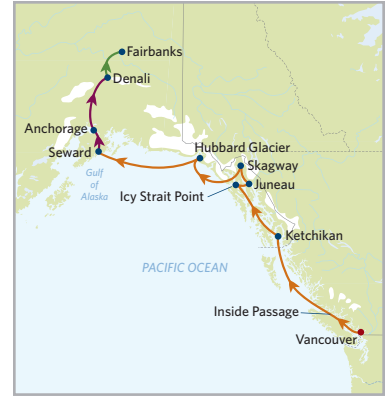 Fairbanks
Denali
Anchorage
Hubbard Glacier
Seward
Skagway
Gulf
of
Alaska
Juneau
Icy Strait Point
Ketchikan
PACIFIC OCEAN
Inside Passage
Vancouver